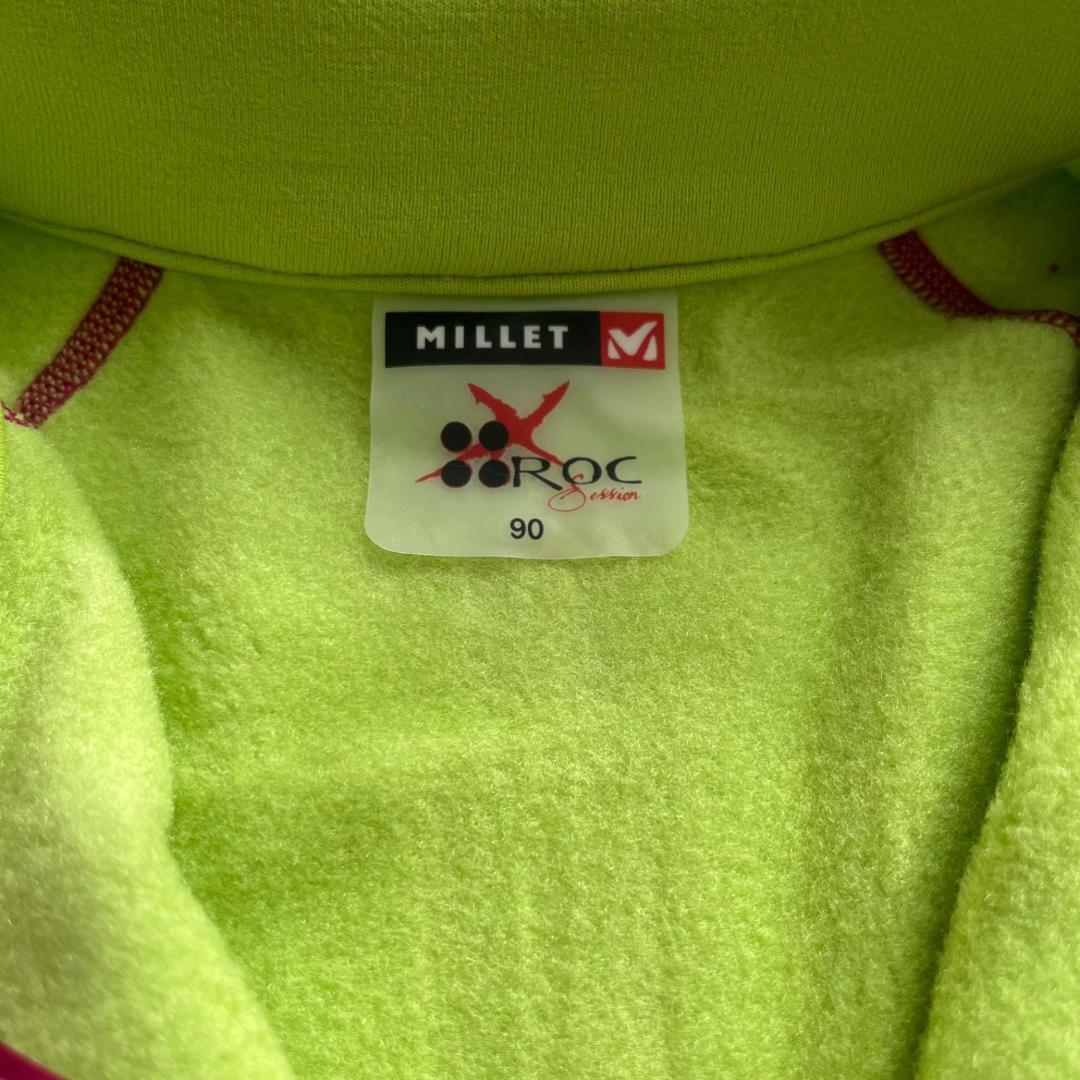 MILLET
ROC
Session
90